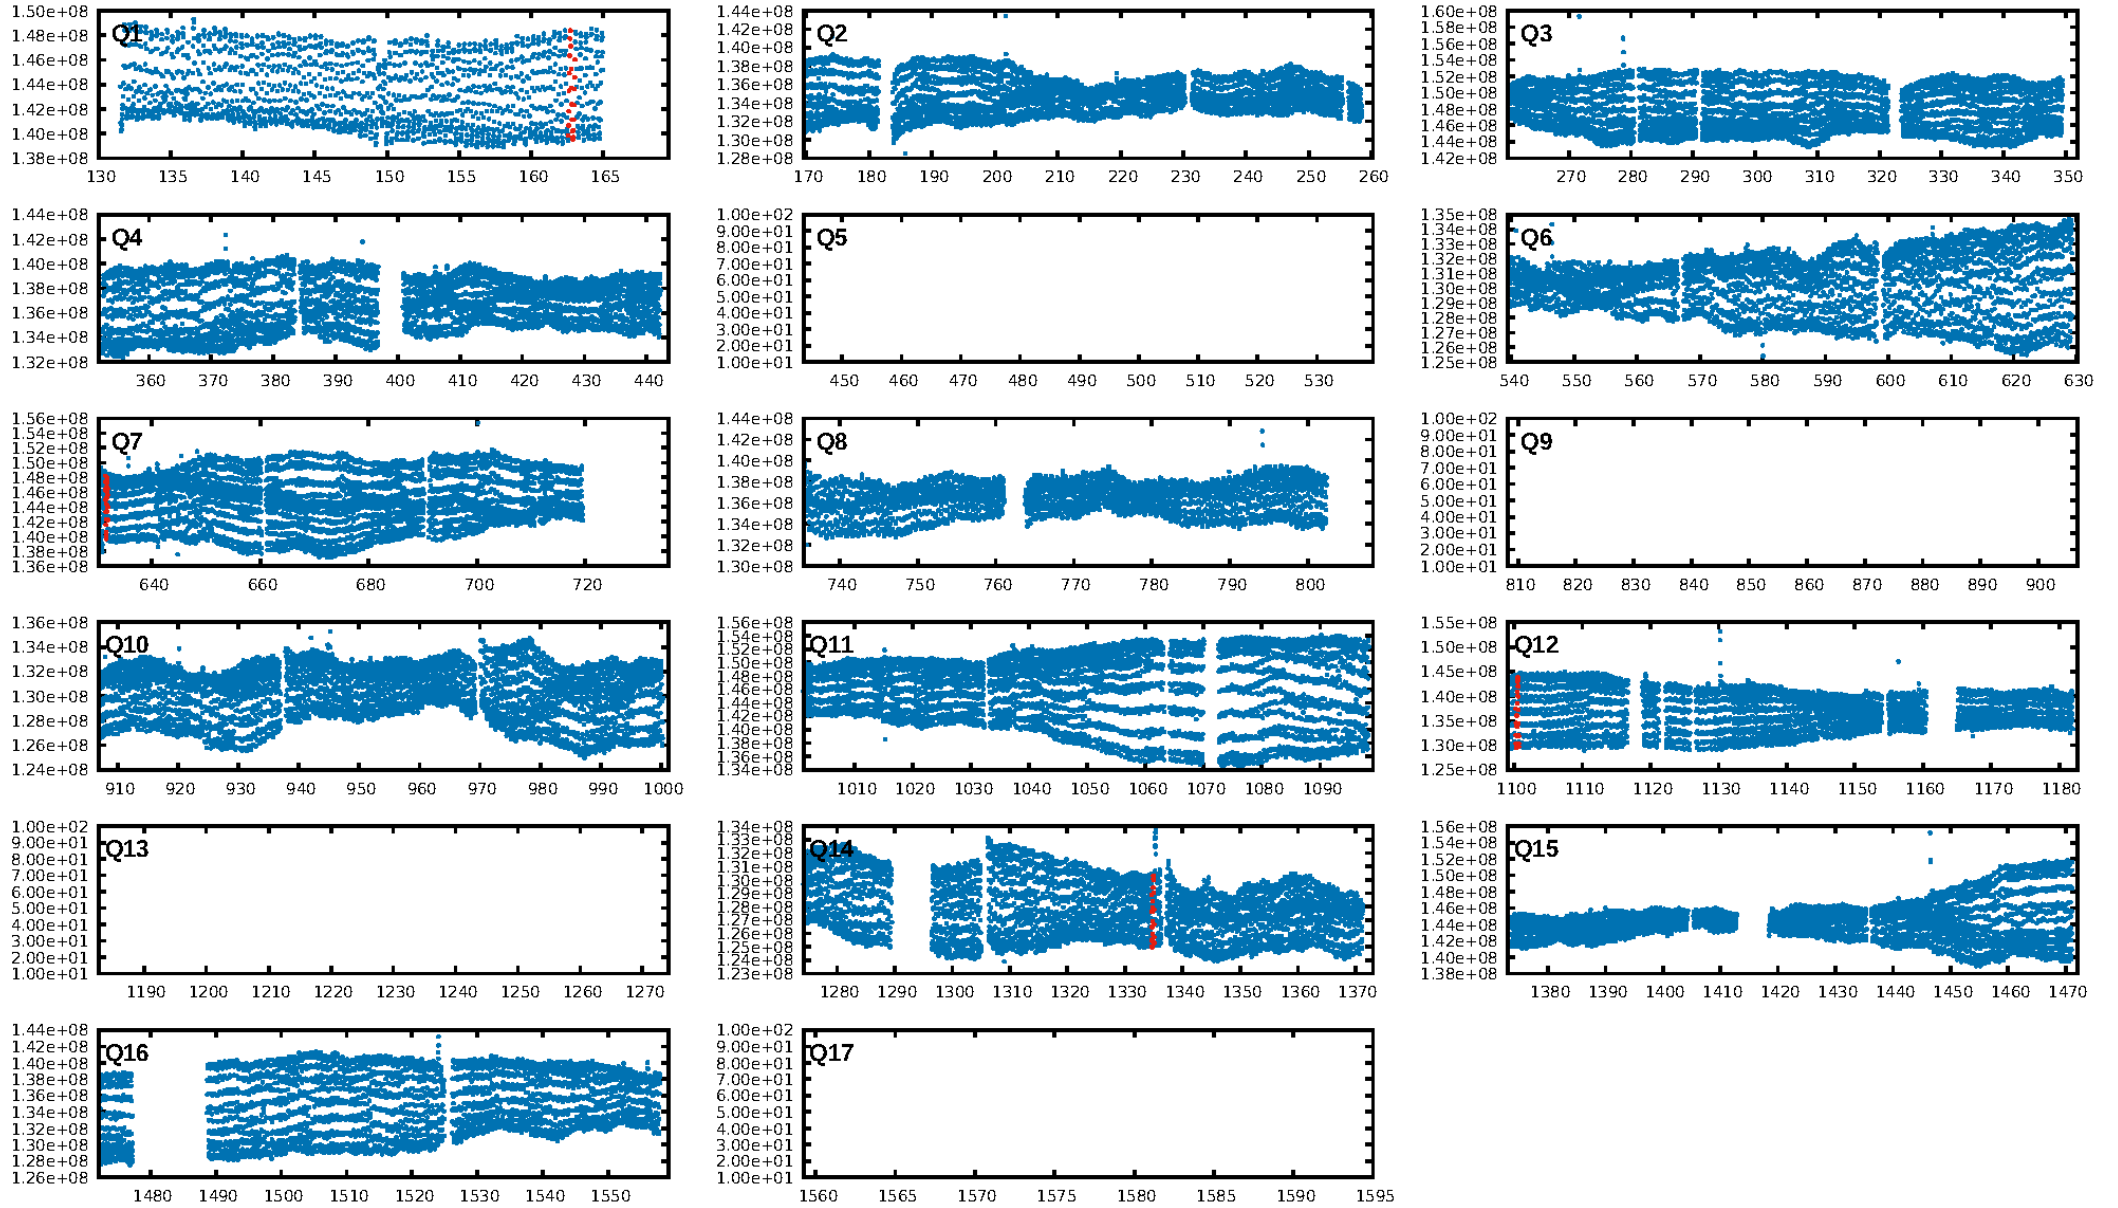 1.50e+08
1.48e+08
1.46e+08
1.44e+08
1.42e+08
1.40e+08
1.38e+08
Q1
130 135 140 145 150 155 160 165
1.44e+08
1.42e+08
1.40e+08
1.38e+08
1.36e+08
1.34e+08
1.32e+08
1.30e+08
1.28e+08
Q2
170 180 190 200 210 220 230 240 250 260
1.60e+08
1.58e+08
1.56e+08
1.54e+08
1.52e+08
1.50e+08
1.48e+08
1.46e+08
1.44e+08
1.42e+08
Q3
270 280 290 300 310 320 330 340 350
1.44e+08
1.42e+08
1.40e+08
1.38e+08
1.36e+08
1.34e+08
1.32e+08
Q4
360 370 380 390 400 410 420 430 440
1.00e+02
9.00e+01
8.00e+01
7.00e+01
6.00e+01
5.00e+01
4.00e+01
3.00e+01
2.00e+01
1.00e+01
Q5
450 460 470 480 490 500 510 520 530
1.35e+08
1.34e+08
1.33e+08
1.32e+08
1.31e+08
1.30e+08
1.29e+08
1.28e+08
1.27e+08
1.26e+08
1.25e+08
Q6
540 550 560 570 580 590 600 610 620 630
1.56e+08
1.54e+08
1.52e+08
1.50e+08
1.48e+08
1.46e+08
1.44e+08
1.42e+08
1.40e+08
1.38e+08
1.36e+08
Q7
640 660 680 700 720
1.44e+08
1.42e+08
1.40e+08
1.38e+08
1.36e+08
1.34e+08
1.32e+08
1.30e+08
Q8
740 750 760 770 780 790 800
1.00e+02
9.00e+01
8.00e+01
7.00e+01
6.00e+01
5.00e+01
4.00e+01
3.00e+01
2.00e+01
1.00e+01
Q9
810 820 830 840 850 860 870 880 890 900
1.36e+08
1.34e+08
1.32e+08
1.30e+08
1.28e+08
1.26e+08
1.24e+08
Q10
910 920 930 940 950 960 970 980 990 1000
1.56e+08
1.54e+08
1.52e+08
1.50e+08
1.48e+08
1.46e+08
1.44e+08
1.42e+08
1.40e+08
1.38e+08
1.36e+08
1.34e+08
Q11
1010 1020 1030 1040 1050 1060 1070 1080 1090
1.55e+08
1.50e+08
1.45e+08
1.40e+08
1.35e+08
1.30e+08
1.25e+08
Q12
1100 1110 1120 1130 1140 1150 1160 1170 1180
1.00e+02
9.00e+01
8.00e+01
7.00e+01
6.00e+01
5.00e+01
4.00e+01
3.00e+01
2.00e+01
1.00e+01
Q13
1190 1200 1210 1220 1230 1240 1250 1260 1270
1.34e+08
1.33e+08
1.32e+08
1.31e+08
1.30e+08
1.29e+08
1.28e+08
1.27e+08
1.26e+08
1.25e+08
1.24e+08
1.23e+08
Q14
1280 1290 1300 1310 1320 1330 1340 1350 1360 1370
1.56e+08
1.54e+08
1.52e+08
1.50e+08
1.48e+08
1.46e+08
1.44e+08
1.42e+08
1.40e+08
1.38e+08
Q15
1380 1390 1400 1410 1420 1430 1440 1450 1460 1470
1.44e+08
1.42e+08
1.40e+08
1.38e+08
1.36e+08
1.34e+08
1.32e+08
1.30e+08
1.28e+08
1.26e+08
Q16
1480 1490 1500 1510 1520 1530 1540 1550
1.00e+02
9.00e+01
8.00e+01
7.00e+01
6.00e+01
5.00e+01
4.00e+01
3.00e+01
2.00e+01
1.00e+01
Q17
1560 1565 1570 1575 1580 1585 1590 1595